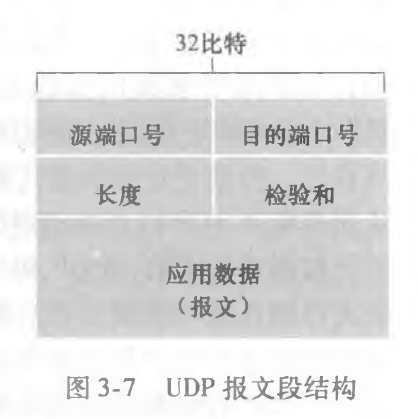 32比特
源端口号 目的端口号
长度 检验和
应用数据
（报文）
图 3-7 UDP 报文段结构